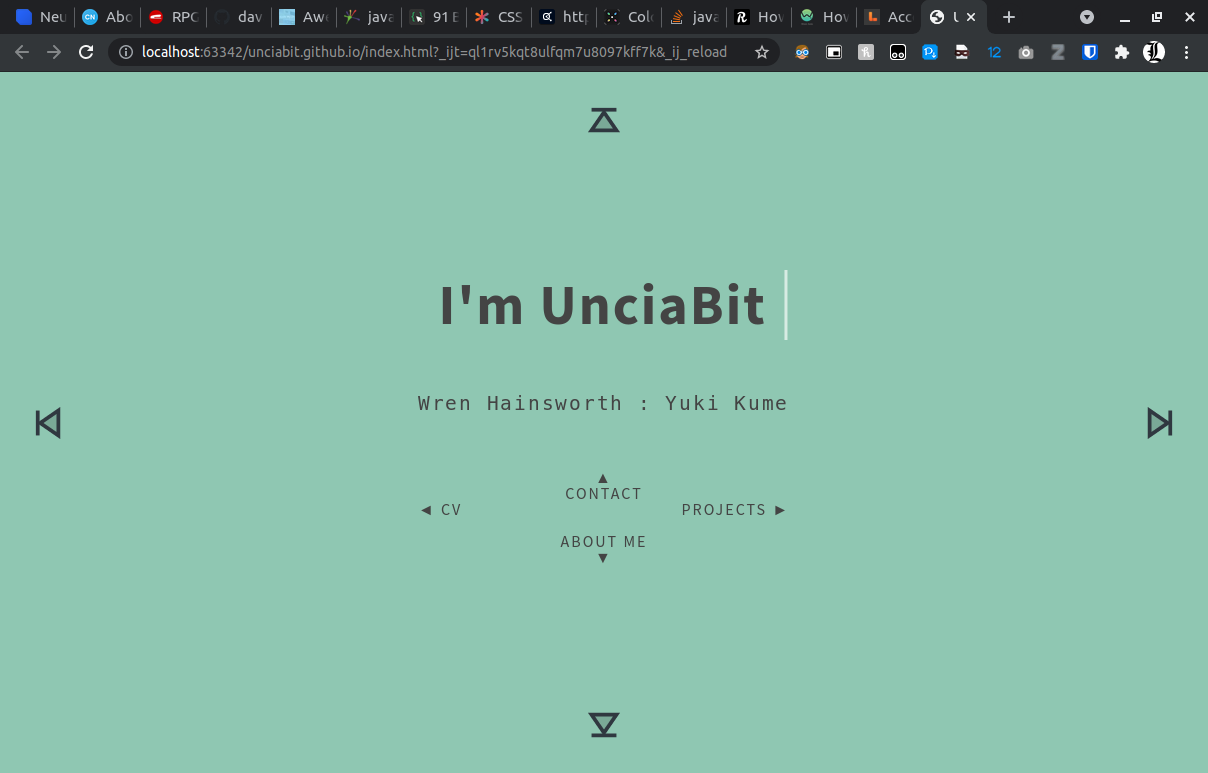 Neu Abo RPG dav Awe java 91 E CSS http Colo java Hov Hov Acc U
localhost:63342/unciabit.github.io/index.html?_ijt=ql1rv5kqt8ulfqm7u8097kff7k&_ij_reload
12
I'm UnciaBit
Wren Hainsworth : Yuki Kume
▲
CONTACT
◄ CV PROJECTS ►
ABOUT ME
▼